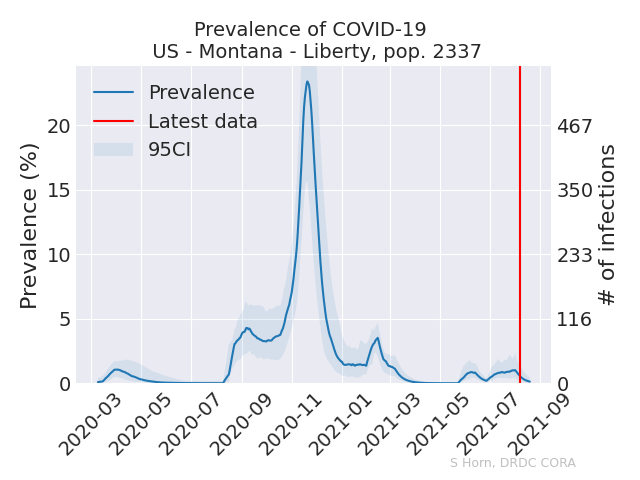 Prevalence of COVID-19
US - Montana - Liberty, pop. 2337
Prevalence
Latest data
95CI
Prevalence (%)
20
15
10
5
0
467
350
233
116
0
# of infections
2020-03
2020-05
2020-07
2020-09
2020-11
2021-01
2021-03
2021-05
2021-07
2021-09
S Horn, DRDC CORA